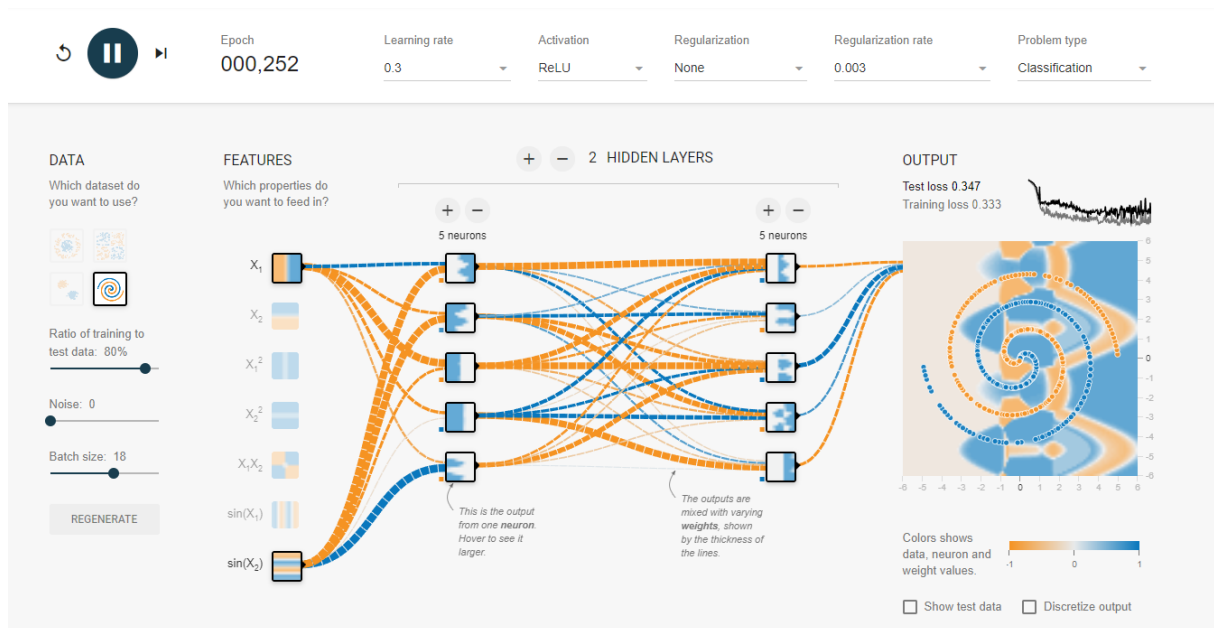 Epoch
000,252
Learning rate
0.3
Activation
ReLU
Regularization
None
Regularization rate
0.003
Problem type
Classification
DATA
Which dataset do
you want to use?
Ratio of training to
test data: 80%
Noise: 0
Batch size: 18
REGENERATE
FEATURES
Which properties do
you want to feed in?
X₁
X₂
X₁²
X₂²
X₁X₂
sin(X₁)
sin(X₂)
+ − 2 HIDDEN LAYERS
+ −
5 neurons
+ −
5 neurons
This is the output
from one neuron.
Hover to see it
larger.
The outputs are
mixed with varying
weights, shown
by the thickness of
the lines.
OUTPUT
Test loss 0.347
Training loss 0.333
6
5
4
3
2
1
0
-1
-2
-3
-4
-5
-6
-6 -5 -4 -3 -2 -1 0 1 2 3 4 5 6
Colors shows
data, neuron and
weight values.
-1 0 1
Show test data
Discretize output